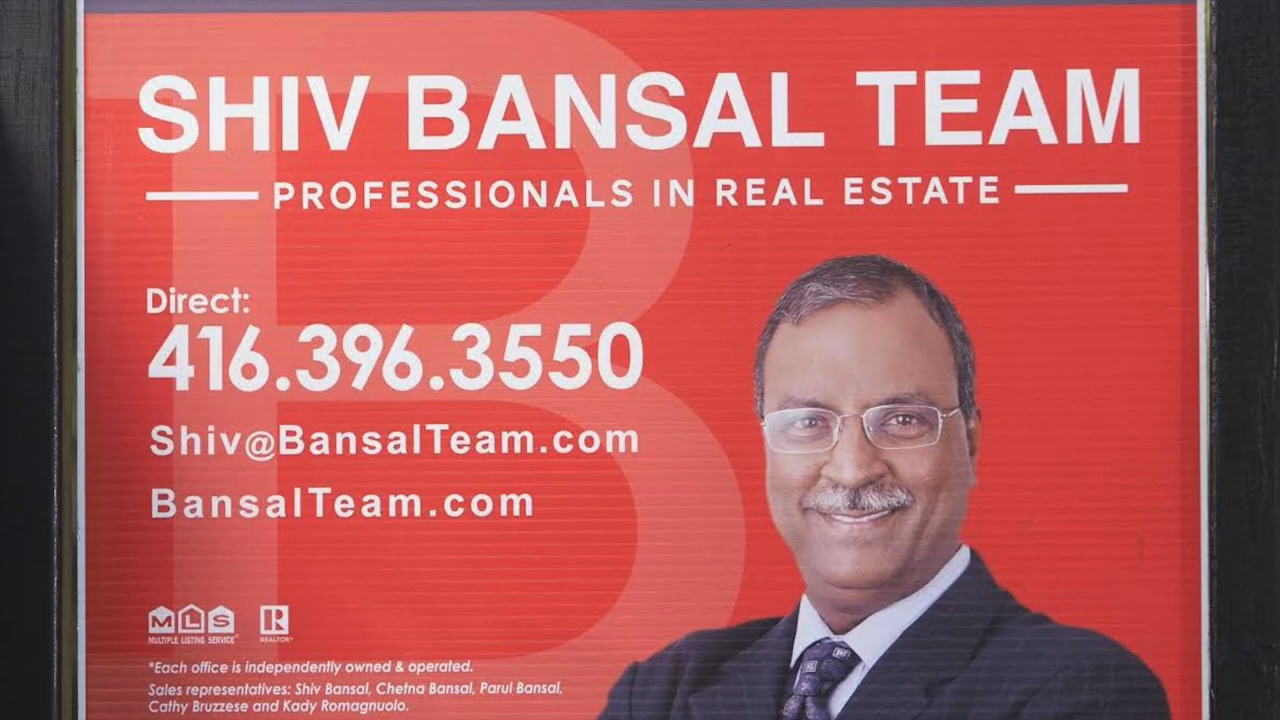 SHIV BANSAL TEAM
PROFESSIONALS IN REAL ESTATE
Direct:
416.396.3550
Shiv@BansalTeam.com
BansalTeam.com
MLS
MULTIPLE LISTING SERVICE®
R
REALTOR®
*Each office is independently owned & operated.
Sales representatives: Shiv Bansal, Chetna Bansal, Parul Bansal,
Cathy Bruzzese and Kady Romagnuolo.